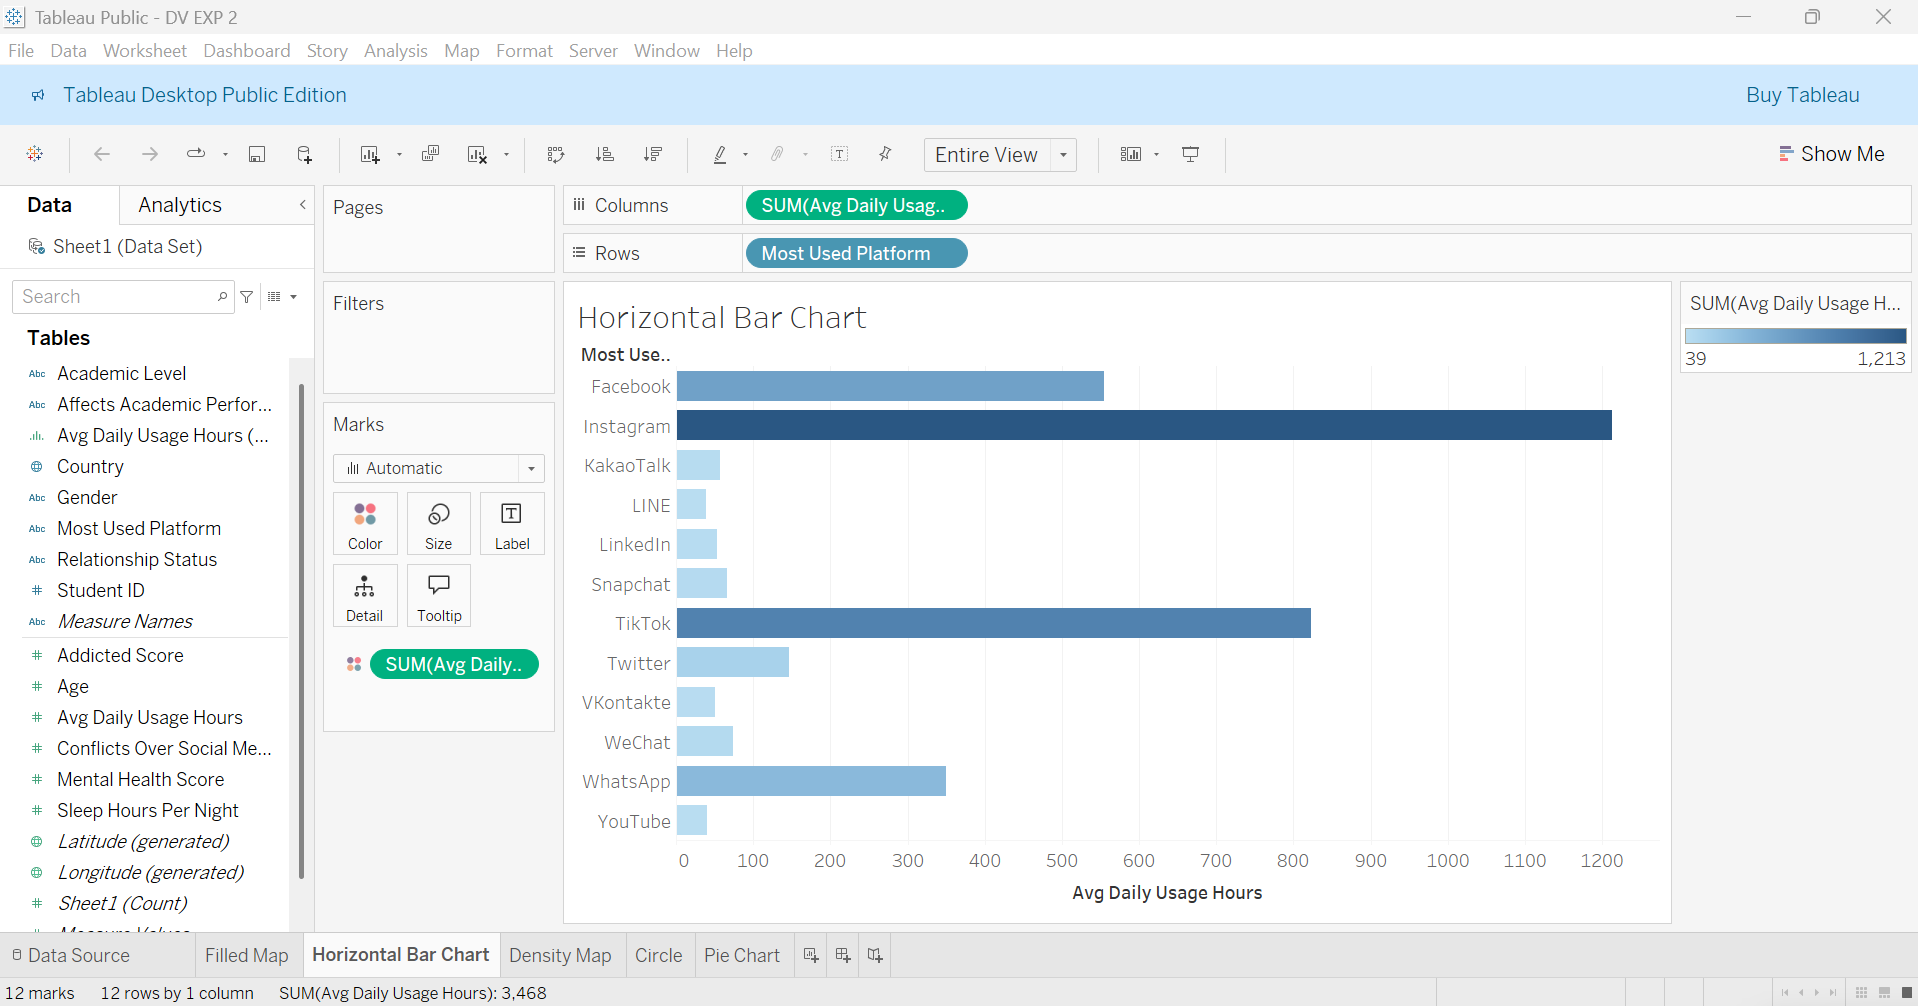 Tableau Public - DV EXP 2
File Data Worksheet Dashboard Story Analysis Map Format Server Window Help
Tableau Desktop Public Edition
Buy Tableau
Entire View
Show Me
Data
Analytics
Sheet1 (Data Set)
Search
Tables
Abc Academic Level
Abc Affects Academic Perfor...
Avg Daily Usage Hours (...
Country
Abc Gender
Abc Most Used Platform
Abc Relationship Status
# Student ID
Abc Measure Names
# Addicted Score
# Age
# Avg Daily Usage Hours
# Conflicts Over Social Me...
# Mental Health Score
# Sleep Hours Per Night
Latitude (generated)
Longitude (generated)
# Sheet1 (Count)
Pages
Filters
Marks
Automatic
Color
Size
Label
Detail
Tooltip
SUM(Avg Daily..
Columns
SUM(Avg Daily Usag..
Rows
Most Used Platform
Horizontal Bar Chart
Most Use..
Facebook
Instagram
KakaoTalk
LINE
LinkedIn
Snapchat
TikTok
Twitter
VKontakte
WeChat
WhatsApp
YouTube
0 100 200 300 400 500 600 700 800 900 1000 1100 1200
Avg Daily Usage Hours
SUM(Avg Daily Usage H...
39 1,213
Data Source
Filled Map
Horizontal Bar Chart
Density Map
Circle
Pie Chart
12 marks 12 rows by 1 column SUM(Avg Daily Usage Hours): 3,468